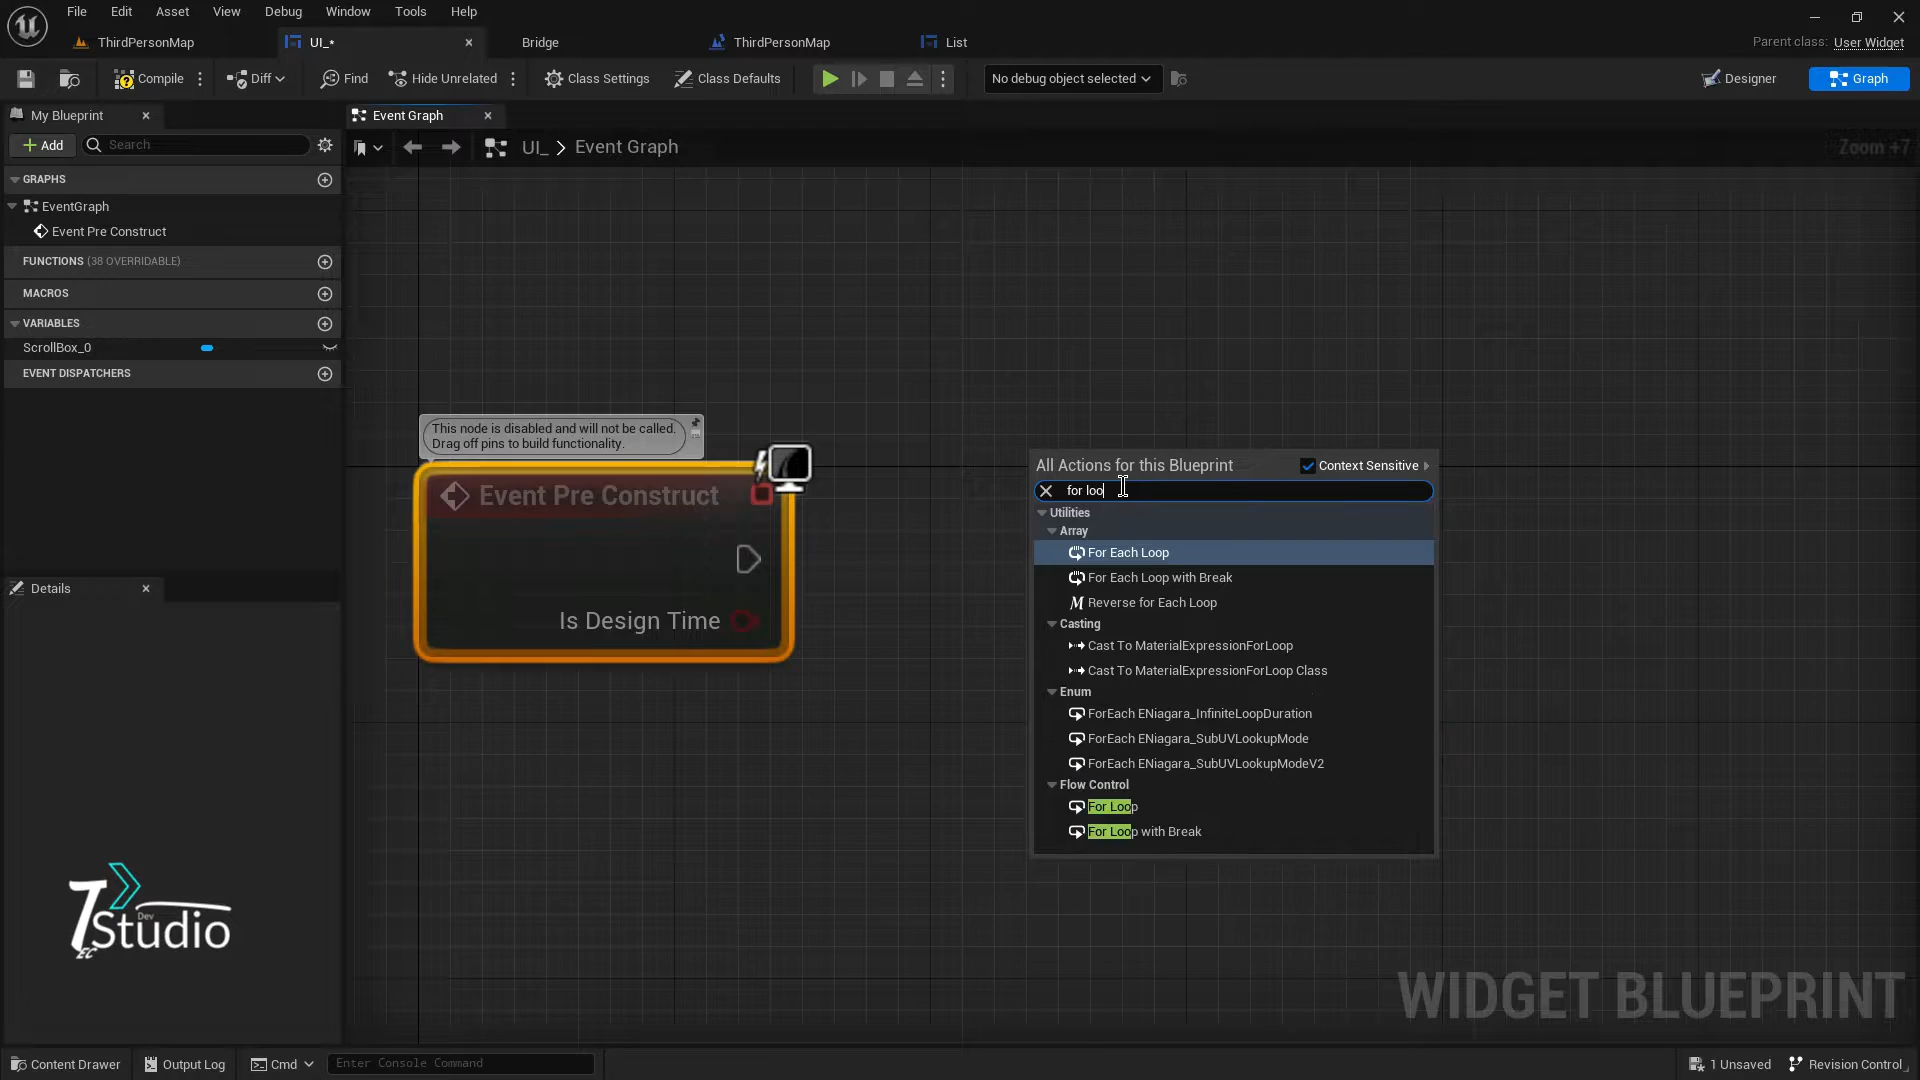 File Edit View Asset Debug Window Tools Help
ThirdPersonMap UI_* Bridge ThirdPersonMap List Parent class: User Widget
Compile Diff Find Hide Unrelated Class Settings Class Defaults No debug object selected Designer Graph
My Blueprint Event Graph
Add Search UI_ > Event Graph Zoom +7
GRAPHS
EventGraph
Event Pre Construct
FUNCTIONS (38 OVERRIDABLE)
MACROS
VARIABLES
ScrollBox_0
EVENT DISPATCHERS
This node is disabled and will not be called.
Drag off pins to build functionality.
Event Pre Construct
Is Design Time
All Actions for this Blueprint Context Sensitive
for loo
Utilities
Array
For Each Loop
For Each Loop with Break
Reverse for Each Loop
Casting
Cast To MaterialExpressionForLoop
Cast To MaterialExpressionForLoop Class
Enum
ForEach ENiagara_InfiniteLoopDuration
ForEach ENiagara_SubUVLookupMode
ForEach ENiagara_SubUVLookupModeV2
Flow Control
For Loop
For Loop with Break
Details
Dev
Studio
EC
WIDGET BLUEPRINT
Content Drawer Output Log Cmd Enter Console Command 1 Unsaved Revision Control